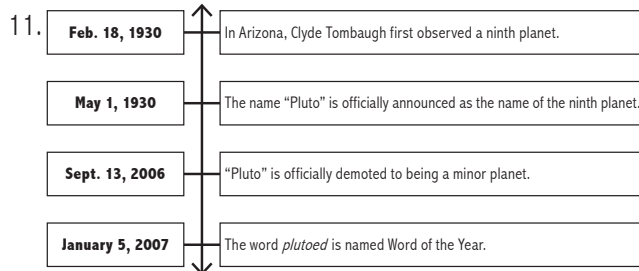 11.
Feb. 18, 1930
In Arizona, Clyde Tombaugh first observed a ninth planet.
May 1, 1930
The name “Pluto” is officially announced as the name of the ninth planet.
Sept. 13, 2006
“Pluto” is officially demoted to being a minor planet.
January 5, 2007
The word plutoed is named Word of the Year.